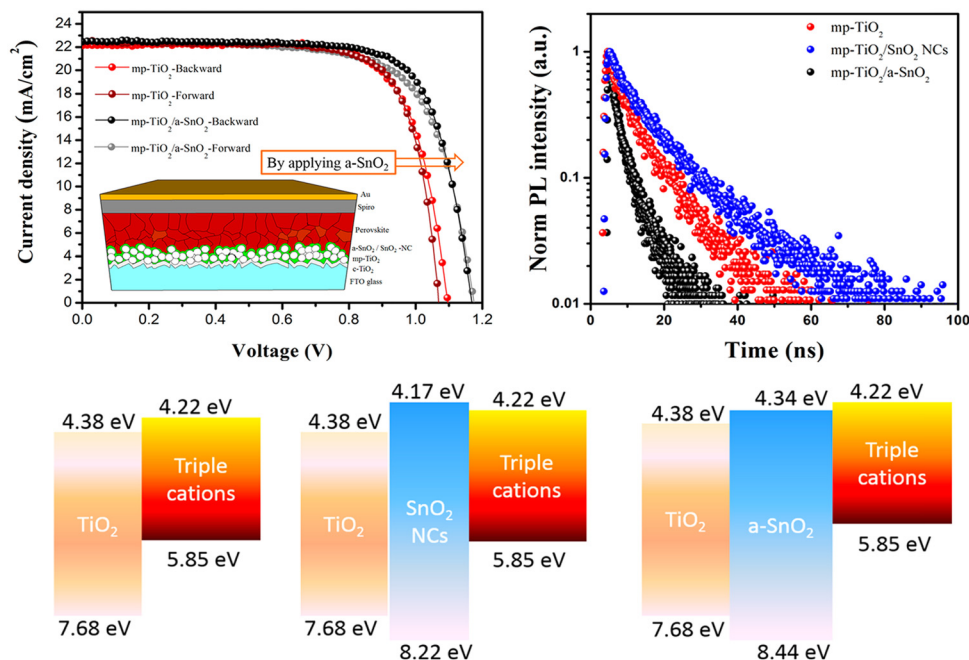 Current density (mA/cm²)
24
22
20
18
16
14
12
10
8
6
4
2
0
mp-TiO₂-Backward
mp-TiO₂-Forward
mp-TiO₂/a-SnO₂-Backward
mp-TiO₂/a-SnO₂-Forward
By applying a-SnO₂
Au
Spiro
Perovskite
a-SnO₂ / SnO₂ -NC
mp-TiO₂
c-TiO₂
FTO glass
0.0
0.2
0.4
0.6
0.8
1.0
1.2
Voltage (V)
Norm PL intensity (a.u.)
1
0.1
0.01
mp-TiO₂
mp-TiO₂/SnO₂ NCs
mp-TiO₂/a-SnO₂
0
20
40
60
80
100
Time (ns)
4.38 eV
4.22 eV
TiO₂
Triple
cations
5.85 eV
7.68 eV
4.38 eV
4.17 eV
4.22 eV
TiO₂
SnO₂
NCs
Triple
cations
5.85 eV
7.68 eV
8.22 eV
4.38 eV
4.34 eV
4.22 eV
TiO₂
a-SnO₂
Triple
cations
5.85 eV
7.68 eV
8.44 eV